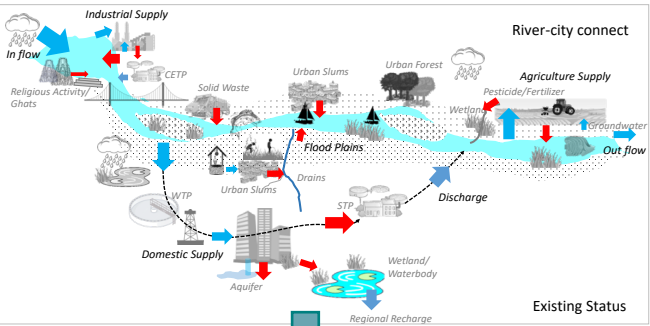 River-city connect
Industrial Supply
In flow
CETP
Religious Activity/
Ghats
Solid Waste
Urban Slums
Urban Forest
Wetland
Pesticide/Fertilizer
Agriculture Supply
Groundwater
Out flow
Flood Plains
Urban Slums
Drains
WTP
STP
Discharge
Domestic Supply
Aquifer
Wetland/
Waterbody
Regional Recharge
Existing Status